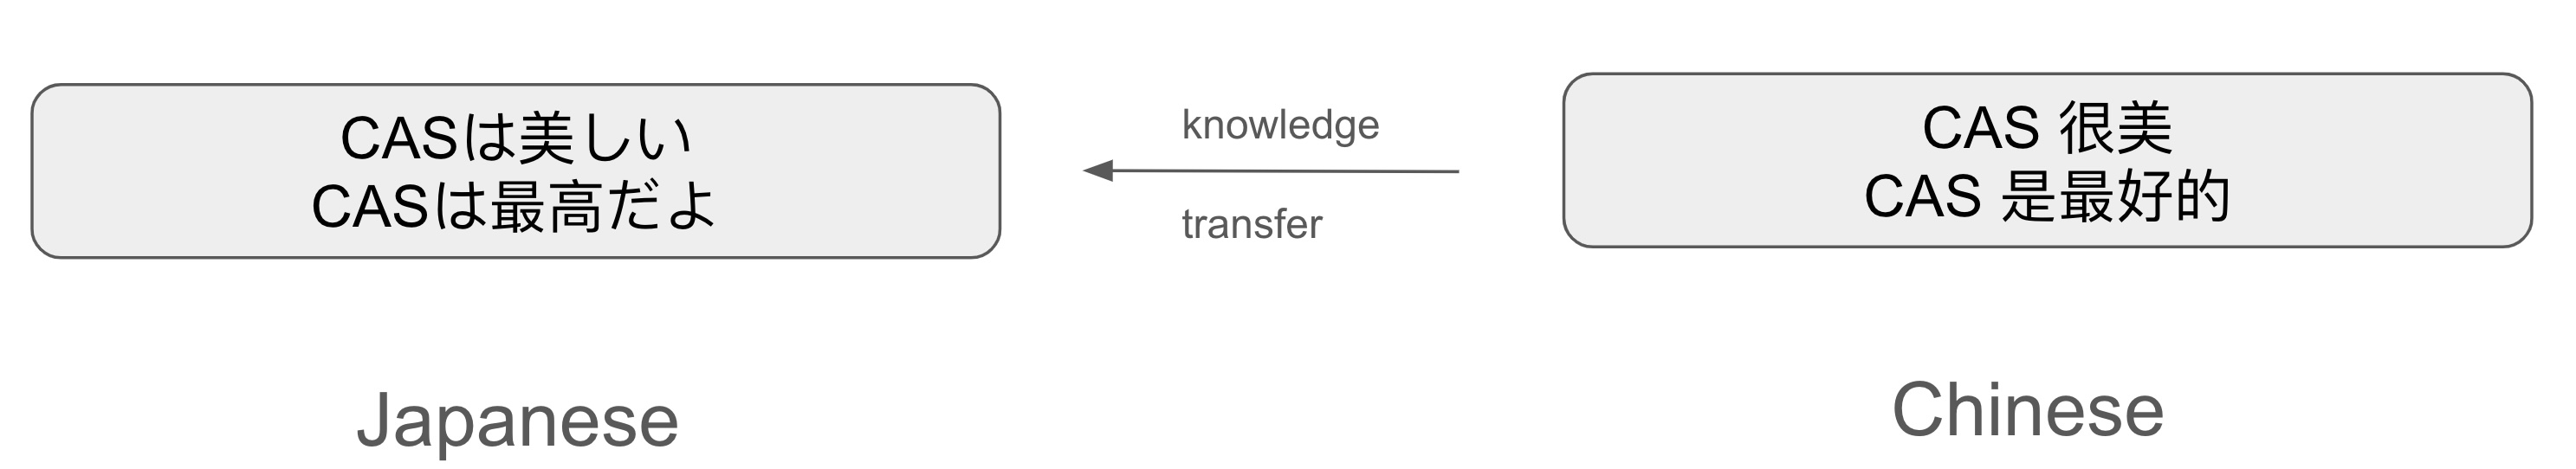 CASは美しい
CASは最高だよ
knowledge
transfer
CAS 很美
CAS 是最好的
Japanese
Chinese